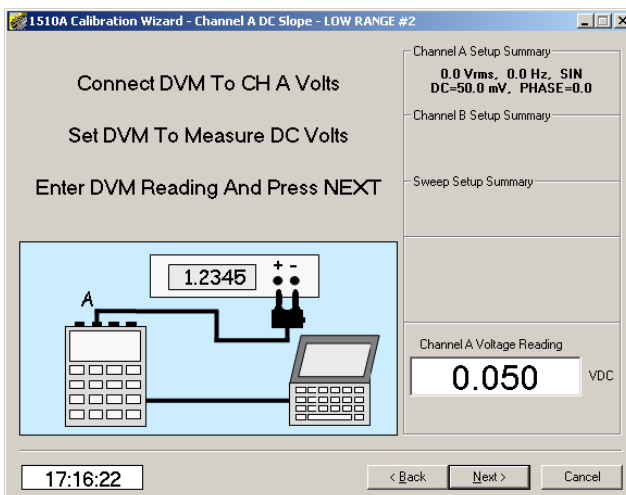 1510A Calibration Wizard - Channel A DC Slope - LOW RANGE #2
Connect DVM To CH A Volts
Set DVM To Measure DC Volts
Enter DVM Reading And Press NEXT
1.2345
+ -
A
Channel A Setup Summary
0.0 Vrms, 0.0 Hz, SIN
DC=50.0 mV, PHASE=0.0
Channel B Setup Summary
Sweep Setup Summary
Channel A Voltage Reading
0.050 VDC
17:16:22
< Back
Next >
Cancel